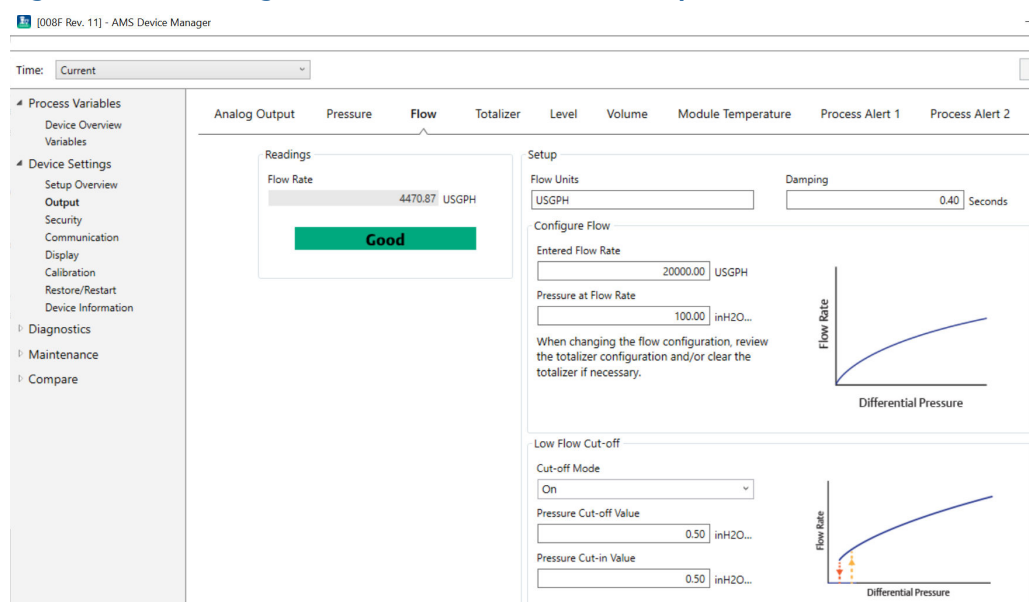 [008F Rev. 11] - AMS Device Manager
Time: Current
Process Variables
Device Overview
Variables
Device Settings
Setup Overview
Output
Security
Communication
Display
Calibration
Restore/Restart
Device Information
Diagnostics
Maintenance
Compare
Analog Output Pressure Flow Totalizer Level Volume Module Temperature Process Alert 1 Process Alert 2
Readings
Flow Rate
4470.87 USGPH
Good
Setup
Flow Units
USGPH
Damping
0.40 Seconds
Configure Flow
Entered Flow Rate
20000.00 USGPH
Pressure at Flow Rate
100.00 inH2O...
When changing the flow configuration, review
the totalizer configuration and/or clear the
totalizer if necessary.
Flow Rate
Differential Pressure
Low Flow Cut-off
Cut-off Mode
On
Pressure Cut-off Value
0.50 inH2O...
Pressure Cut-in Value
0.50 inH2O...
Flow Rate
Differential Pressure